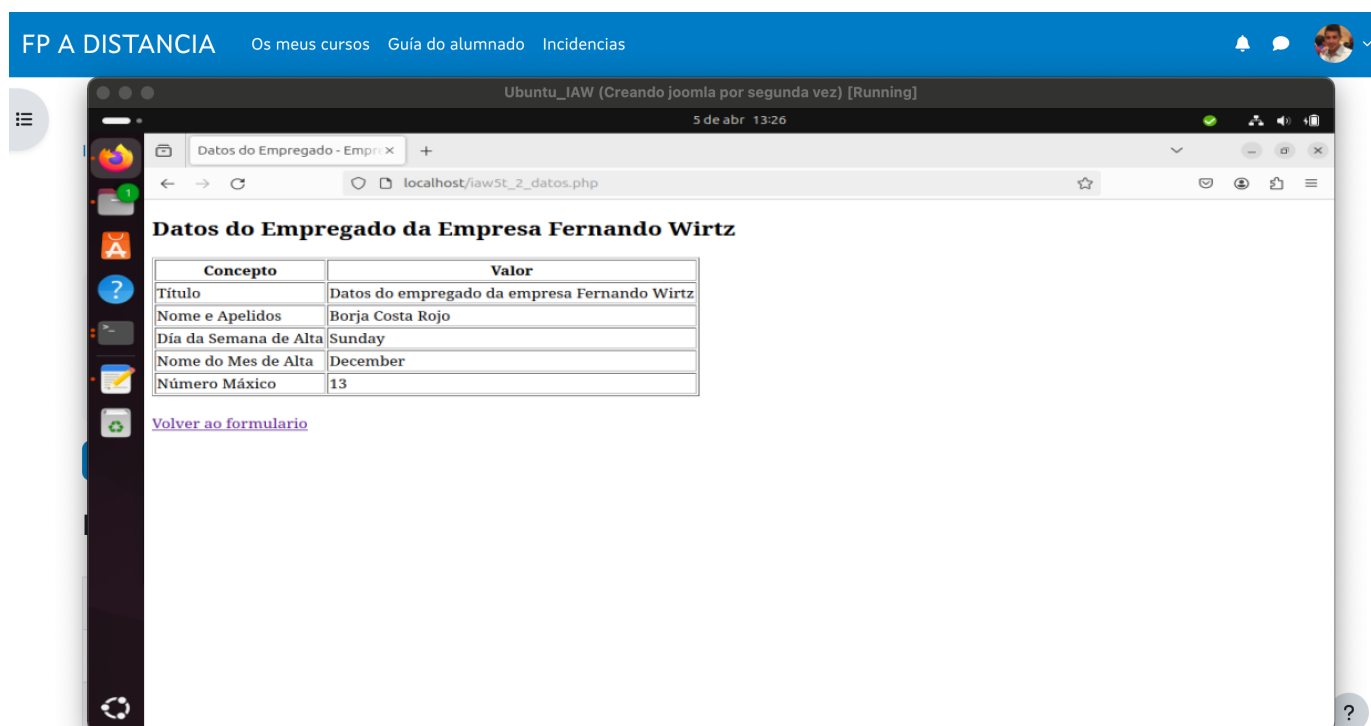 FP A DISTANCIA Os meus cursos Guía do alumnado Incidencias
Ubuntu_IAW (Creando joomla por segunda vez) [Running]
5 de abr 13:26
Datos do Empregado - Empr
localhost/iaw5t_2_datos.php
1
Datos do Empregado da Empresa Fernando Wirtz
Concepto Valor
Título Datos do empregado da empresa Fernando Wirtz
Nome e Apelidos Borja Costa Rojo
Día da Semana de Alta Sunday
Nome do Mes de Alta December
Número Máxico 13
Volver ao formulario
?